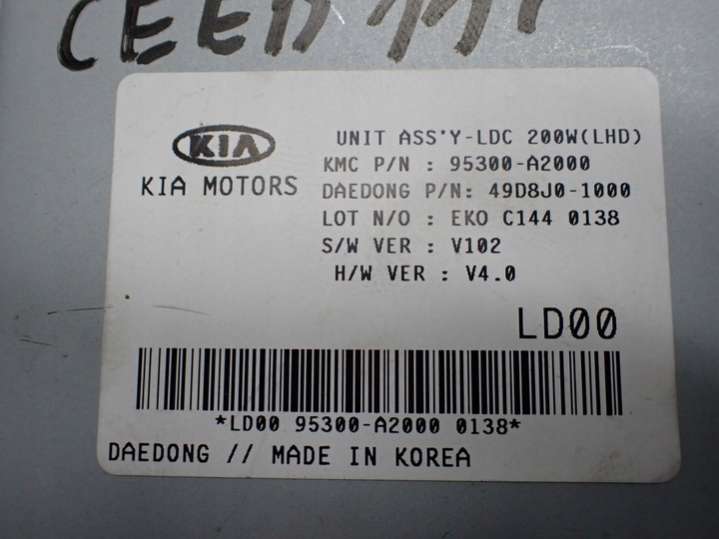 CEED
KIA
KIA MOTORS
UNIT ASS'Y-LDC 200W(LHD)
KMC P/N : 95300-A2000
DAEDONG P/N: 49D8J0-1000
LOT N/O : EKO C144 0138
S/W VER : V102
H/W VER : V4.0
LD00
*LD00 95300-A2000 0138*
DAEDONG // MADE IN KOREA